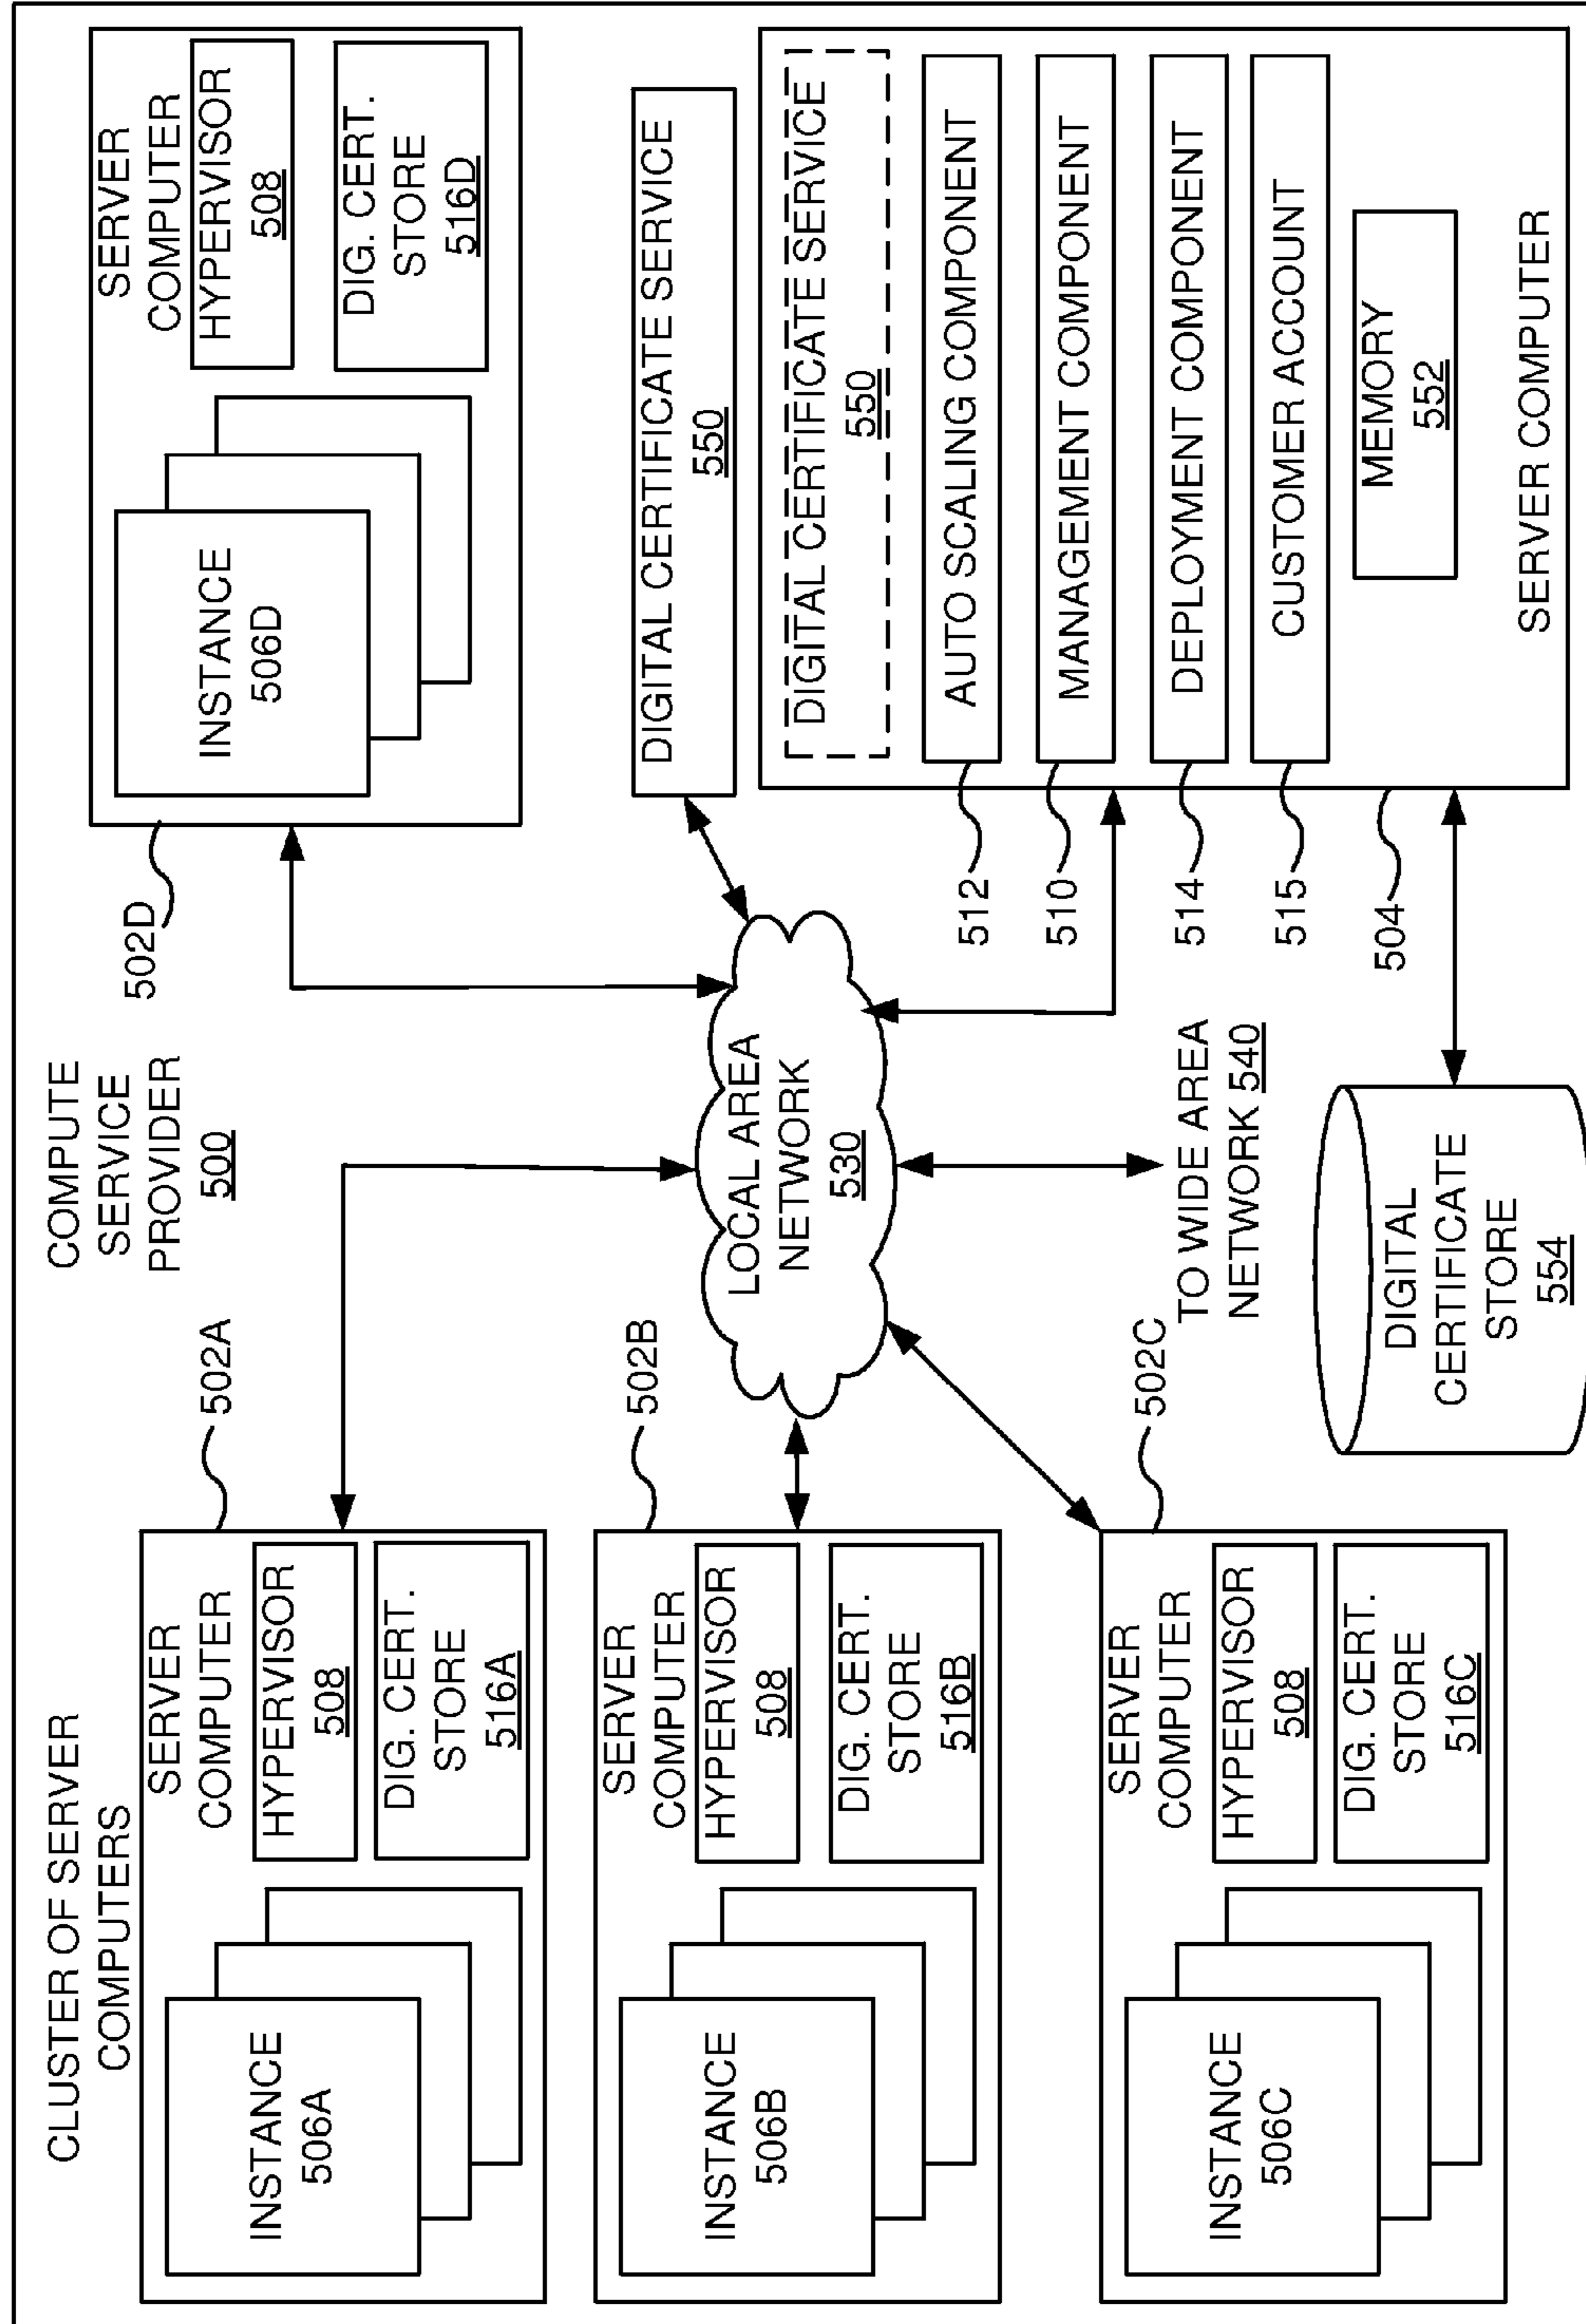 CLUSTER OF SERVER
COMPUTERS
COMPUTE
SERVICE
PROVIDER
500
502A
SERVER
COMPUTER
HYPERVISOR
508
DIG. CERT.
STORE
516A
INSTANCE
506A
502B
SERVER
COMPUTER
HYPERVISOR
508
DIG. CERT.
STORE
516B
INSTANCE
506B
502C
SERVER
COMPUTER
HYPERVISOR
508
DIG. CERT.
STORE
516C
INSTANCE
506C
LOCAL AREA
NETWORK
530
TO WIDE AREA
NETWORK 540
DIGITAL
CERTIFICATE
STORE
554
502D
SERVER
COMPUTER
HYPERVISOR
508
DIG. CERT.
STORE
516D
INSTANCE
506D
DIGITAL CERTIFICATE SERVICE
550
DIGITAL CERTIFICATE SERVICE
550
512
AUTO SCALING COMPONENT
510
MANAGEMENT COMPONENT
514
DEPLOYMENT COMPONENT
515
CUSTOMER ACCOUNT
504
MEMORY
552
SERVER COMPUTER